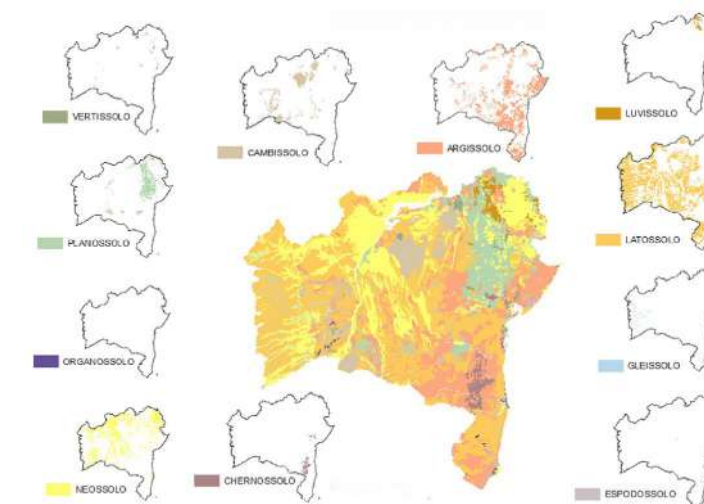 VERTISSOLO
CAMBISSOLO
ARGISSOLO
LUVISSOLO
PLANOSSOLO
LATOSSOLO
ORGANOSSOLO
GLEISSOLO
NEOSSOLO
CHERNOSSOLO
ESPODOSSOLO